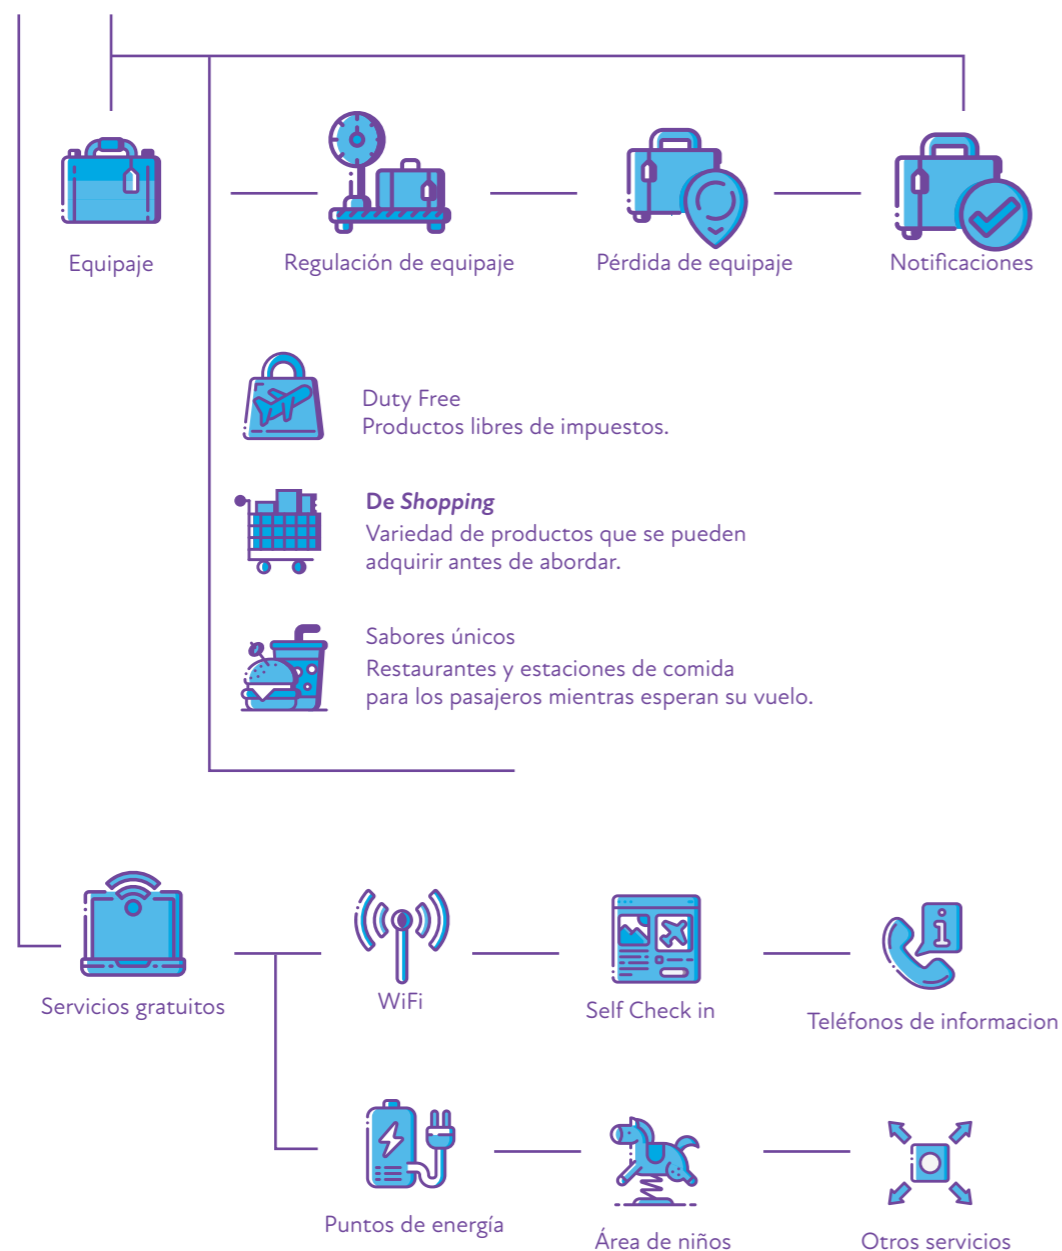 Equipaje
Regulación de equipaje
Pérdida de equipaje
Notificaciones
Duty Free
Productos libres de impuestos.
De Shopping
Variedad de productos que se pueden
adquirir antes de abordar.
Sabores únicos
Restaurantes y estaciones de comida
para los pasajeros mientras esperan su vuelo.
Servicios gratuitos
WiFi
Self Check in
Teléfonos de informacion
Puntos de energía
Área de niños
Otros servicios